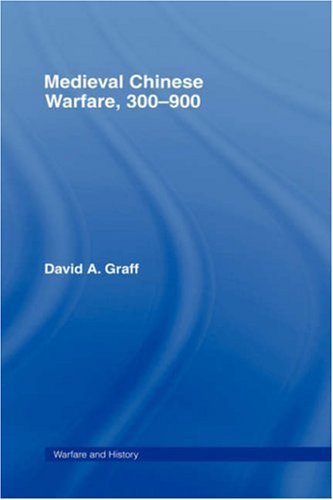 Medieval Chinese
Warfare, 300–900
David A. Graff
Warfare and History